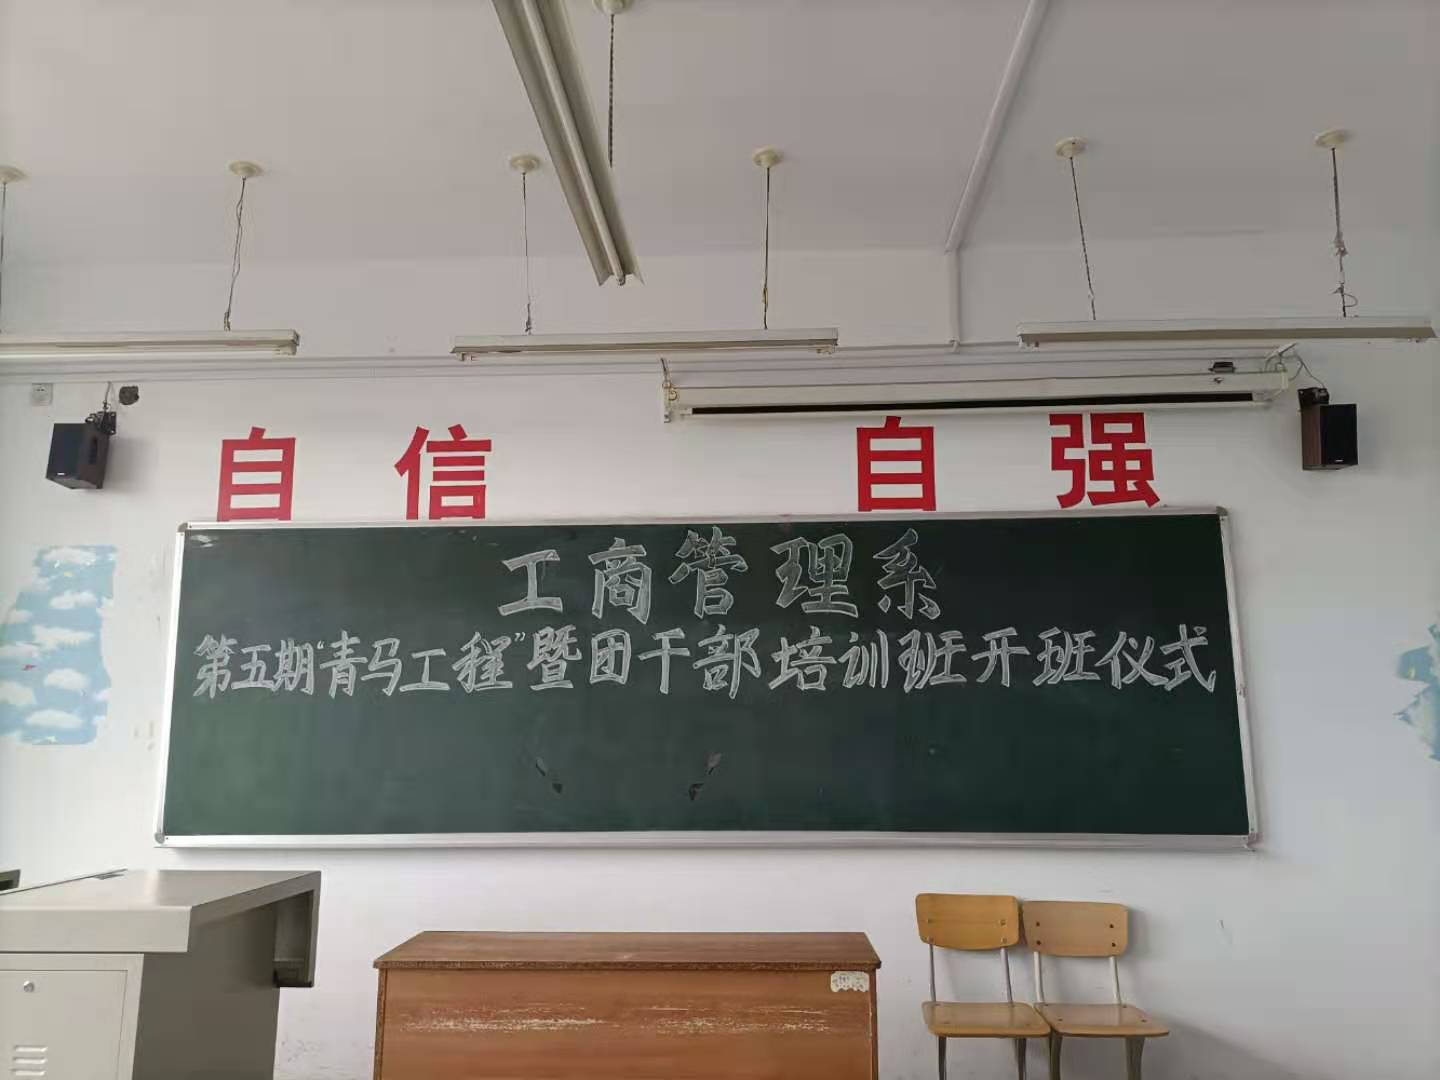 自信 自强
工商管理系
第五期“青马工程”暨团干部培训班开班仪式